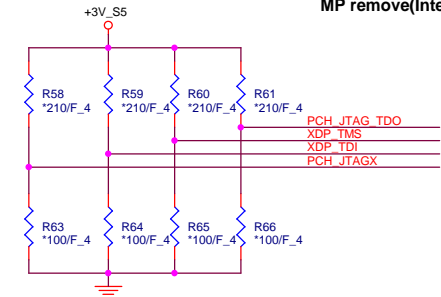 MP remove(Inte
+3V_S5
R58 R59 R60 R61
*210/F_4 *210/F_4 *210/F_4 *210/F_4
PCH_JTAG_TDO
XDP_TMS
XDP_TDI
PCH_JTAGX
R63 R64 R65 R66
*100/F_4 *100/F_4 *100/F_4 *100/F_4